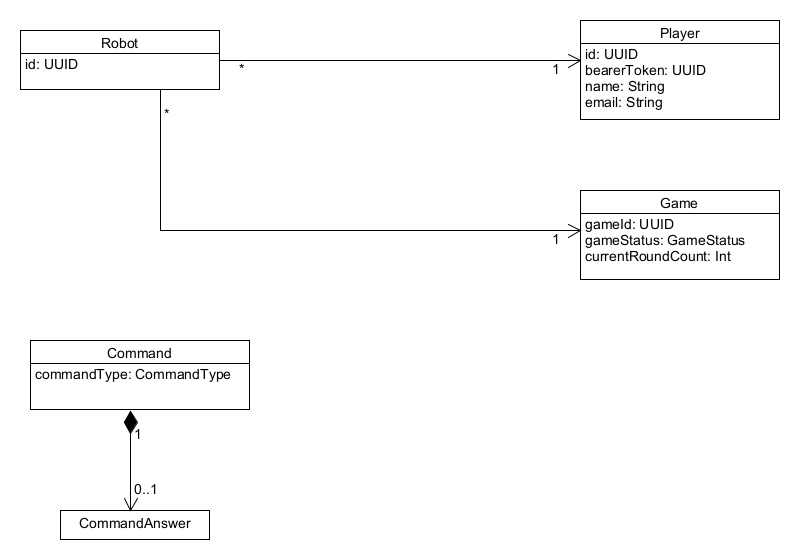 Robot
id: UUID
Player
id: UUID
bearerToken: UUID
name: String
email: String
*
1
*
Game
gameId: UUID
gameStatus: GameStatus
currentRoundCount: Int
1
Command
commandType: CommandType
1
0..1
CommandAnswer